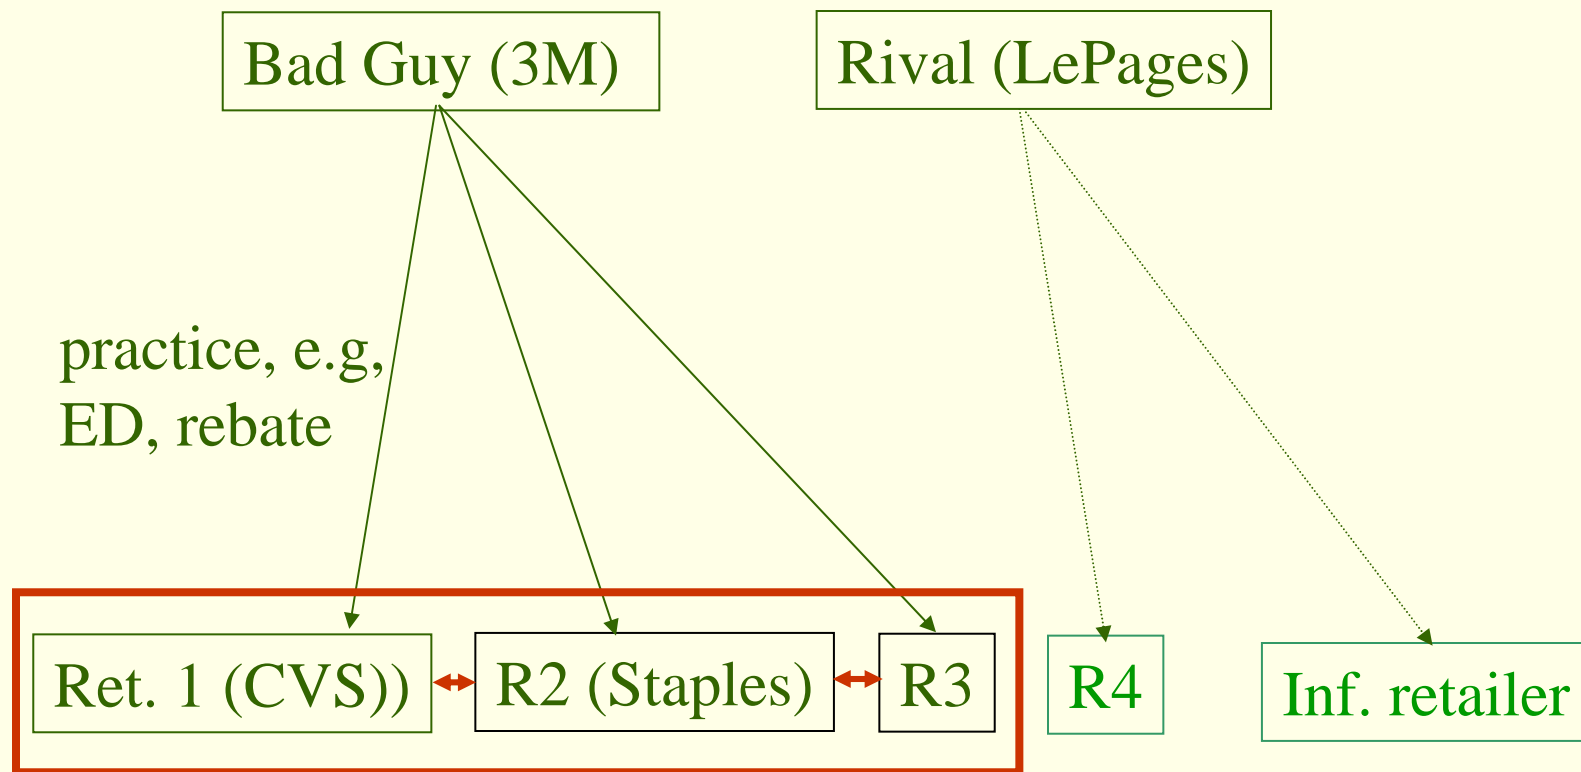 Bad Guy (3M)
Rival (LePages)
practice, e.g,
ED, rebate
Ret. 1 (CVS))
R2 (Staples)
R3
R4
Inf. retailer